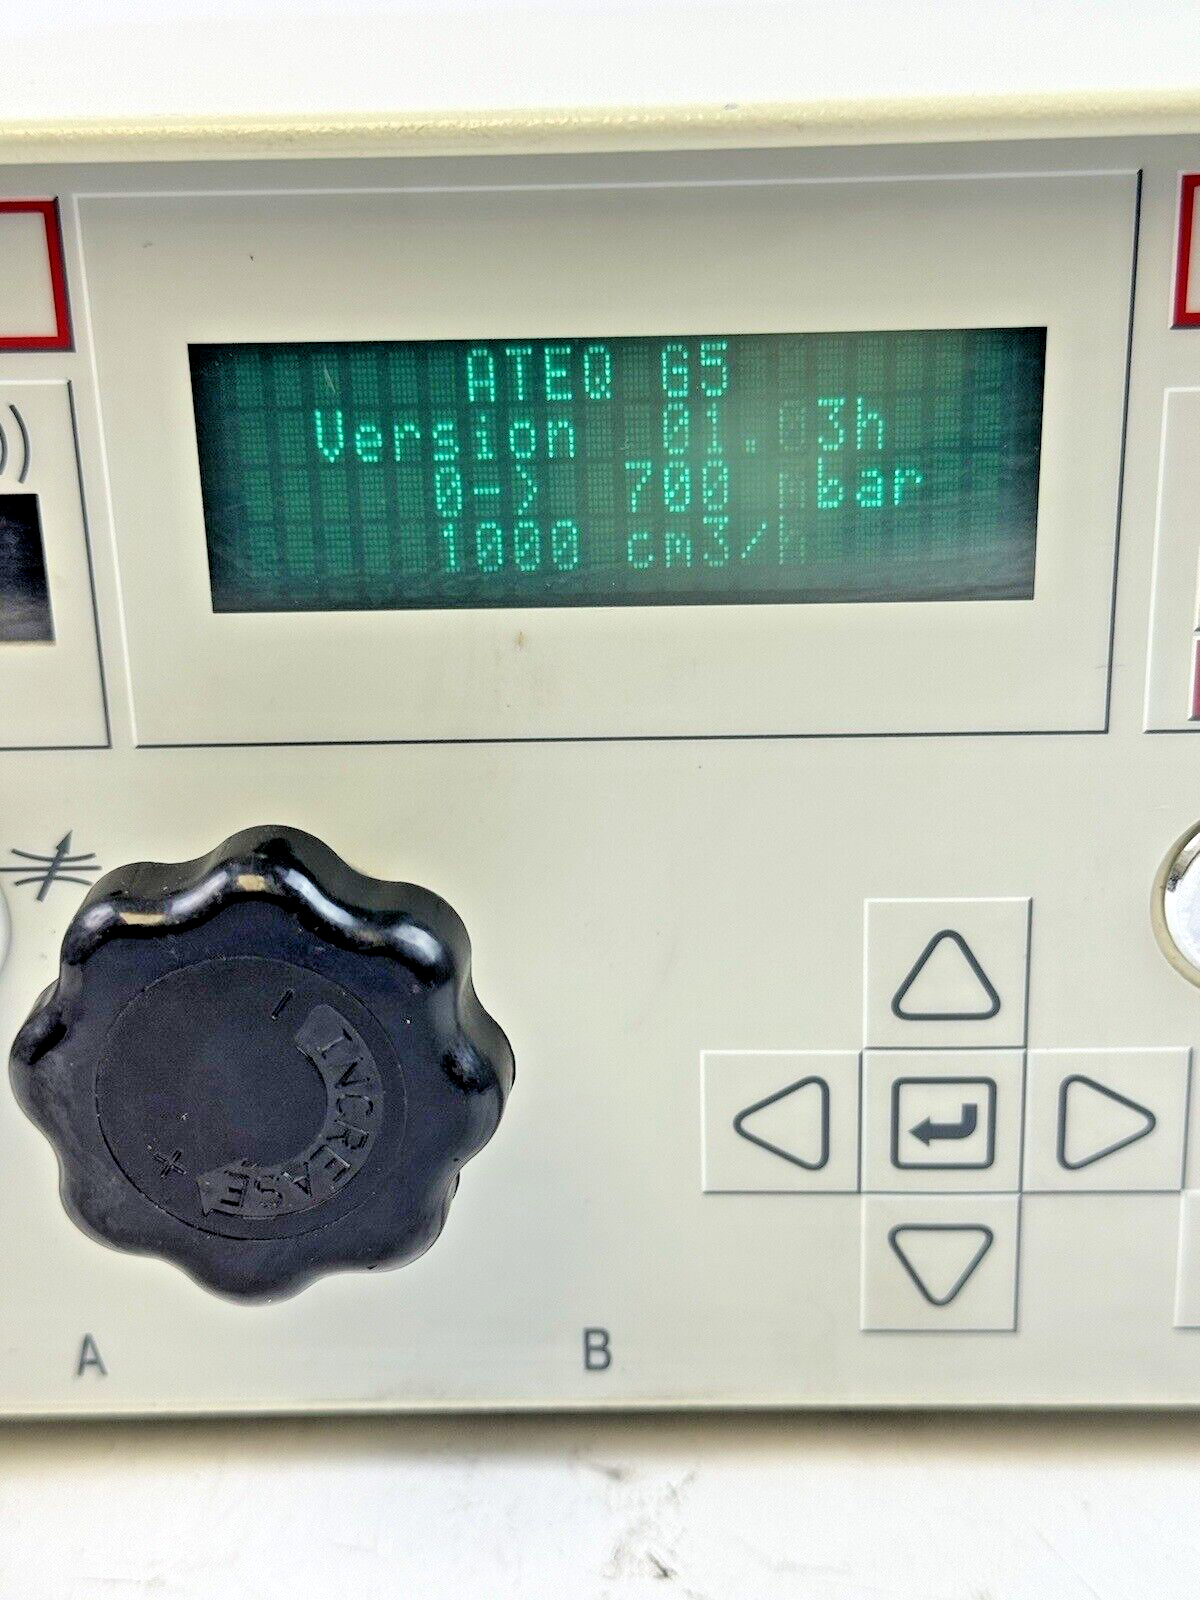 ATEQ G5
Version 01.03h
0-> 700 mbar
1000 cm3/h
- INCREASE +
A
B